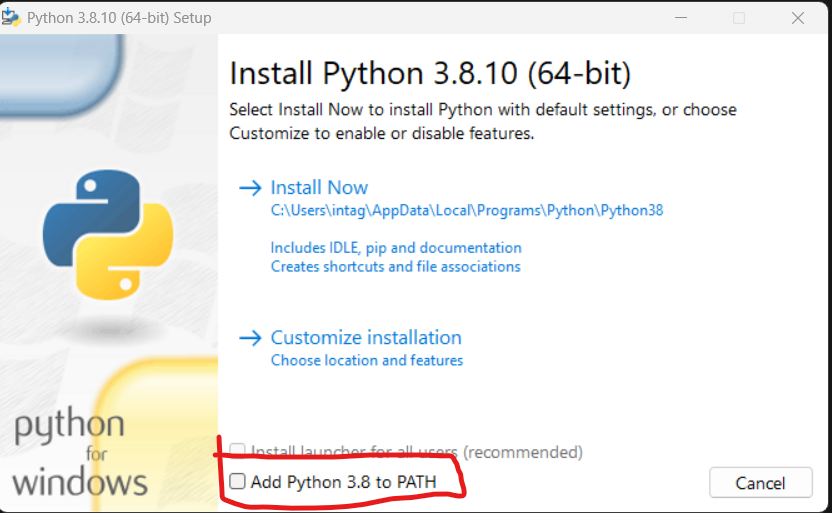 Python 3.8.10 (64-bit) Setup
Install Python 3.8.10 (64-bit)
Select Install Now to install Python with default settings, or choose
Customize to enable or disable features.
Install Now
C:\Users\intag\AppData\Local\Programs\Python\Python38
Includes IDLE, pip and documentation
Creates shortcuts and file associations
Customize installation
Choose location and features
Install launcher for all users (recommended)
Add Python 3.8 to PATH
Cancel
python
for
windows